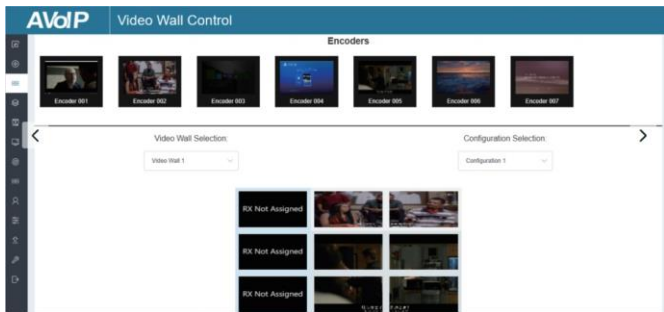 AVoIP
Video Wall Control
Encoders
Encoder 001
Encoder 002
Encoder 003
Encoder 004
Encoder 005
Encoder 006
Encoder 007
Video Wall Selection:
Configuration Selection:
Video Wall 1
Configuration 1
RX Not Assigned
RX Not Assigned
RX Not Assigned